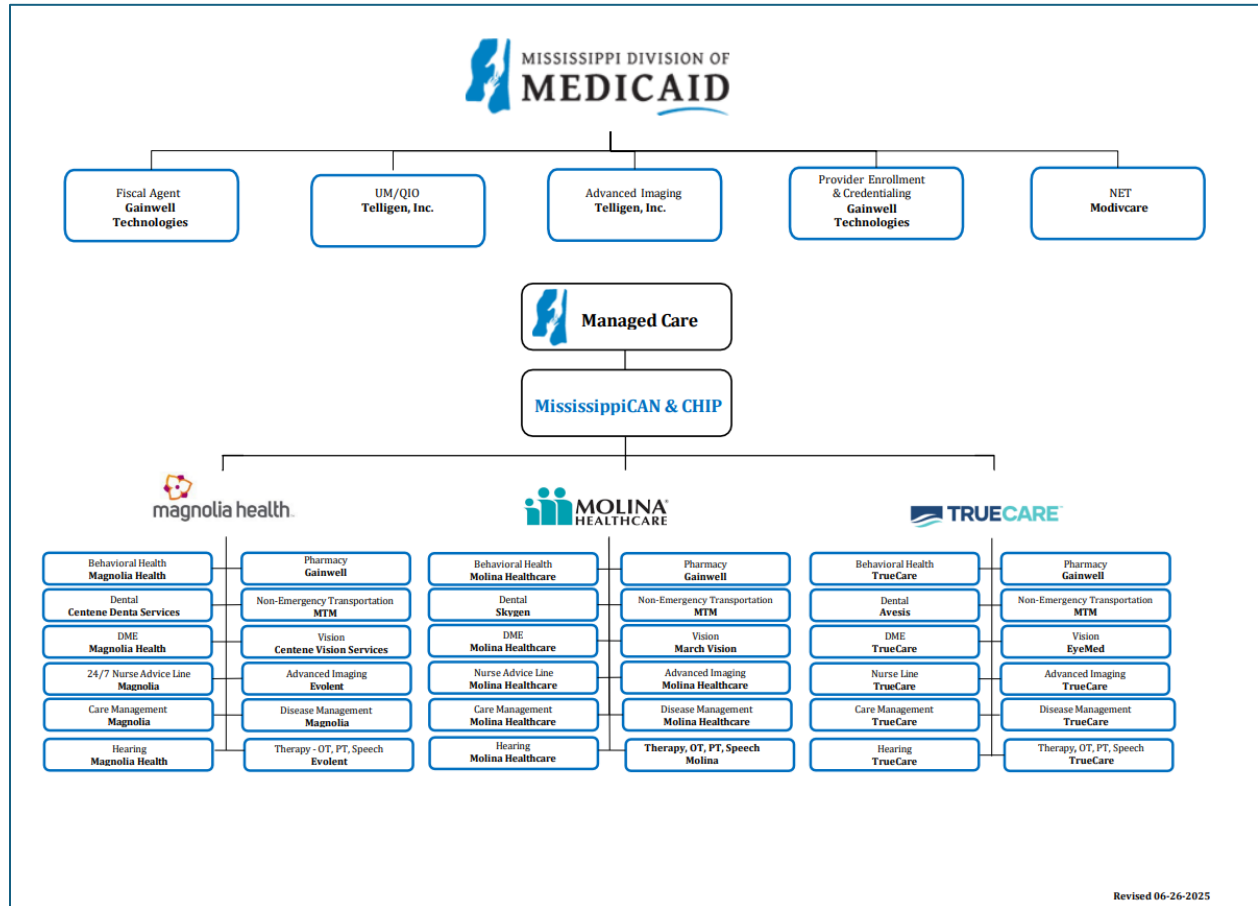 MISSISSIPPI DIVISION OF
MEDICAID
Fiscal Agent
Gainwell
Technologies
UM/QIO
Telligen, Inc.
Advanced Imaging
Telligen, Inc.
Provider Enrollment
& Credentialing
Gainwell
Technologies
NET
Modivcare
Managed Care
MississippiCAN & CHIP
magnolia health
Behavioral Health
Magnolia Health
Pharmacy
Gainwell
Dental
Centene Denta Services
Non-Emergency Transportation
MTM
DME
Magnolia Health
Vision
Centene Vision Services
24/7 Nurse Advice Line
Magnolia
Advanced Imaging
Evolent
Care Management
Magnolia
Disease Management
Magnolia
Hearing
Magnolia Health
Therapy - OT, PT, Speech
Evolent
MOLINA
HEALTHCARE
Behavioral Health
Molina Healthcare
Pharmacy
Gainwell
Dental
Skygen
Non-Emergency Transportation
MTM
DME
Molina Healthcare
Vision
March Vision
Nurse Advice Line
Molina Healthcare
Advanced Imaging
Molina Healthcare
Care Management
Molina Healthcare
Disease Management
Molina Healthcare
Hearing
Molina Healthcare
Therapy, OT, PT, Speech
Molina
TRUECARE
Behavioral Health
TrueCare
Pharmacy
Gainwell
Dental
Avesis
Non-Emergency Transportation
MTM
DME
TrueCare
Vision
EyeMed
Nurse Line
TrueCare
Advanced Imaging
TrueCare
Care Management
TrueCare
Disease Management
TrueCare
Hearing
TrueCare
Therapy, OT, PT, Speech
TrueCare
Revised 06-26-2025